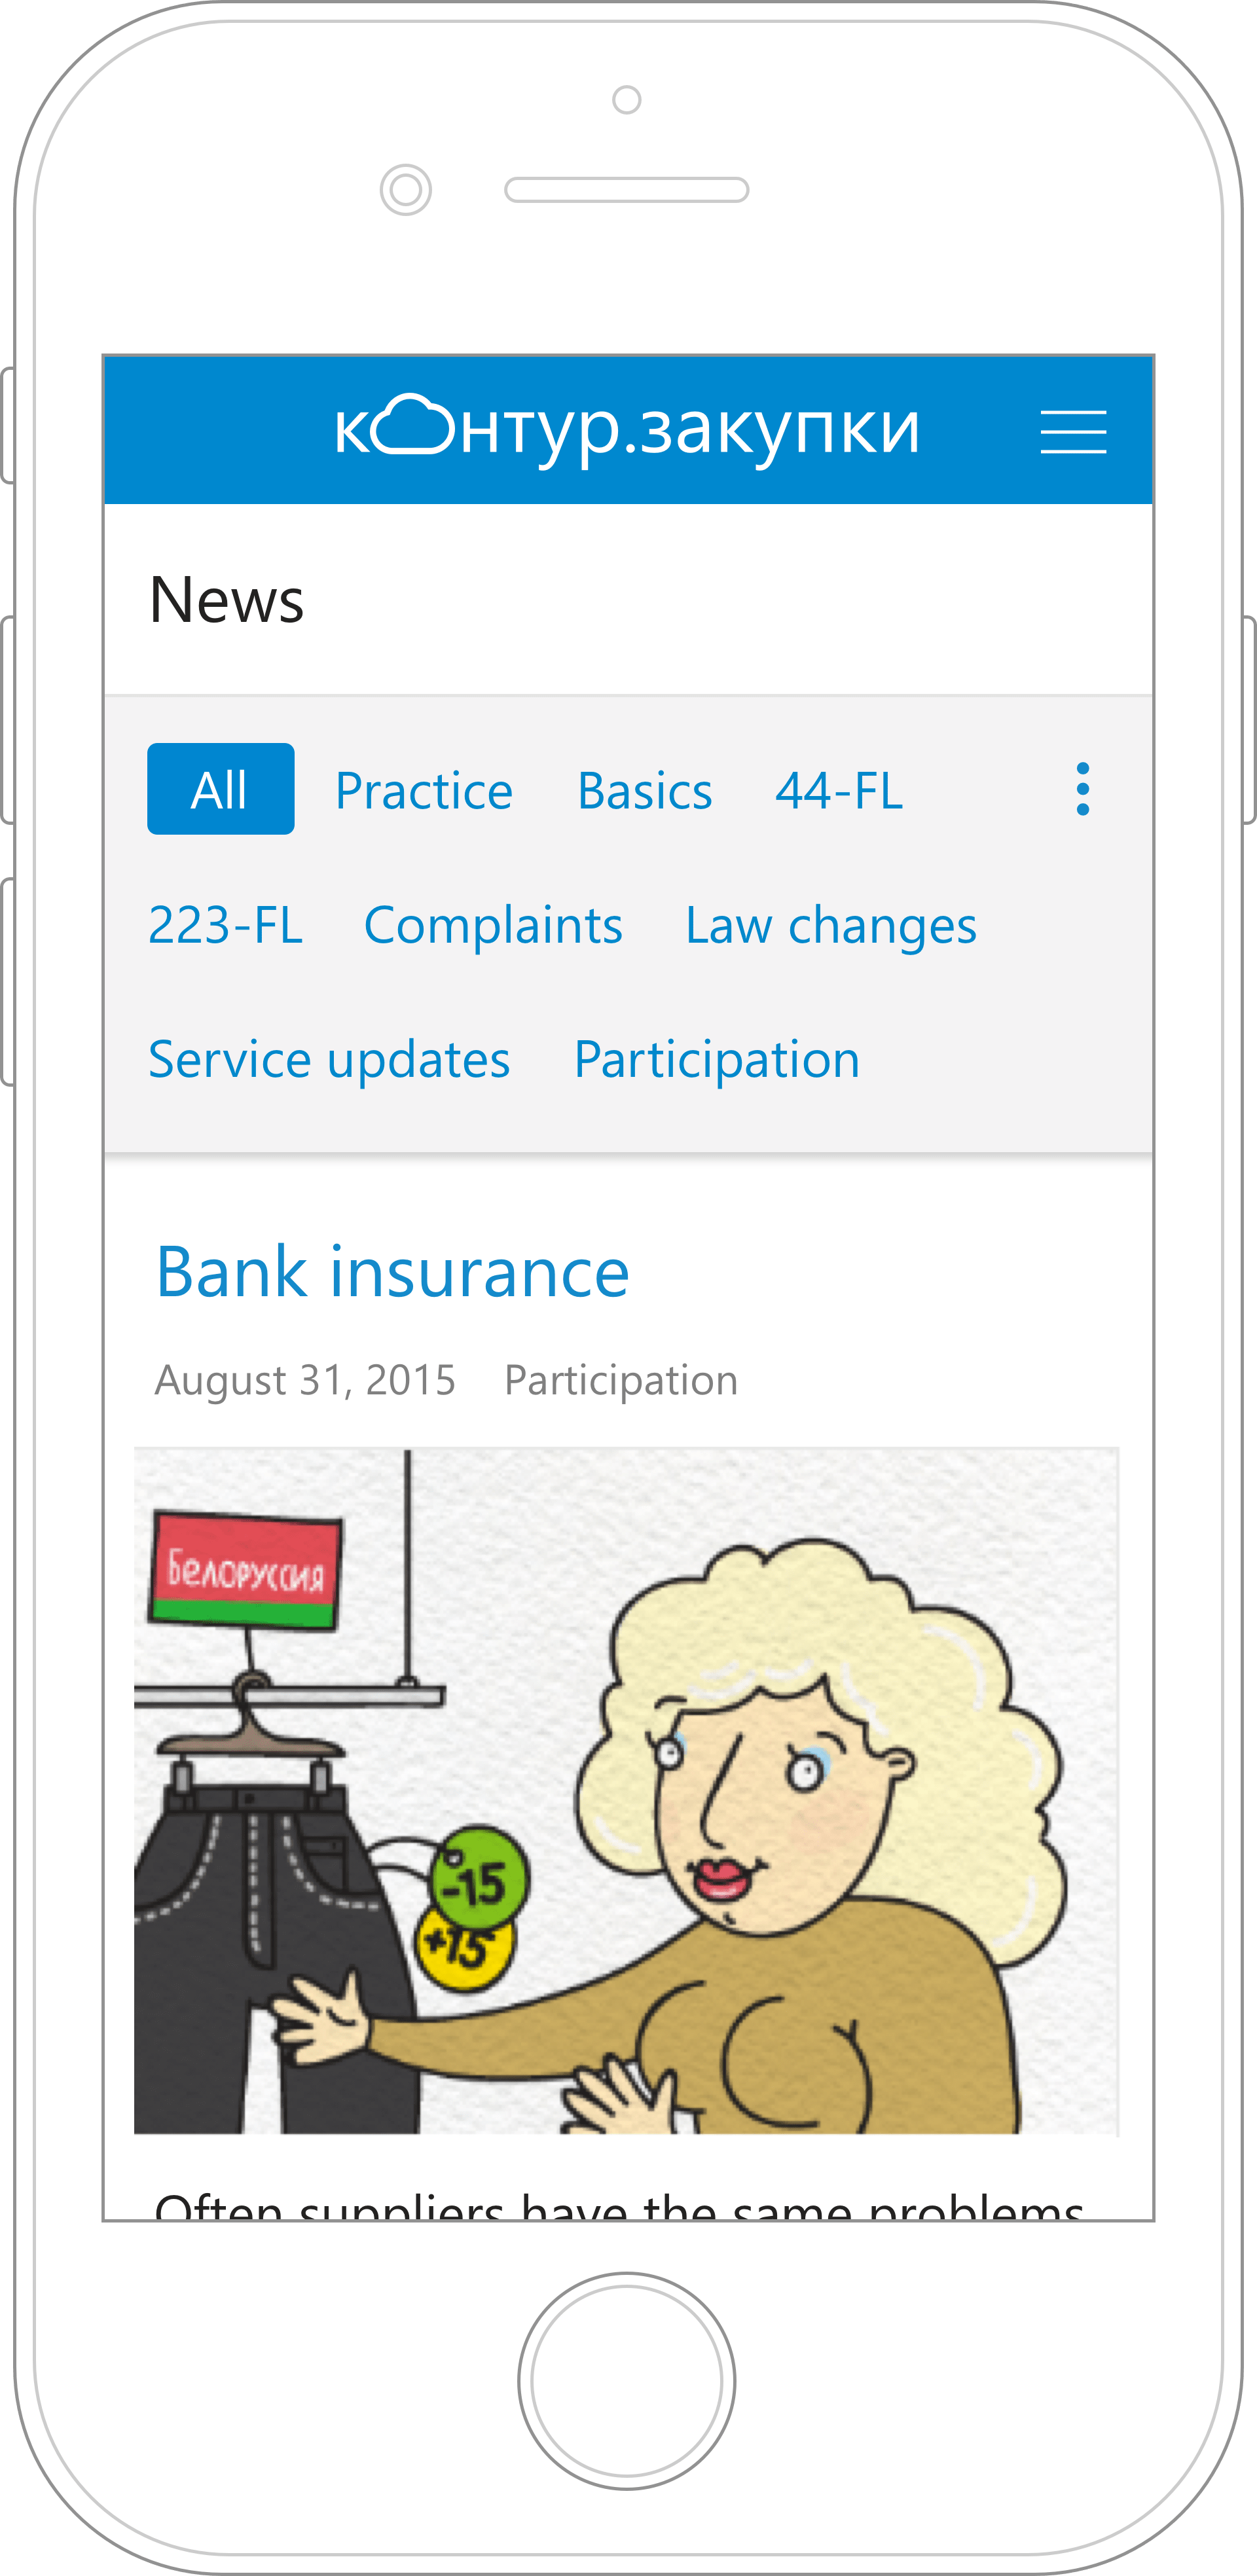 контур.закупки
News
All Practice Basics 44-FL
223-FL Complaints Law changes
Service updates Participation
Bank insurance
August 31, 2015 Participation
Белоруссия
-15
+15
Often suppliers have the same problems